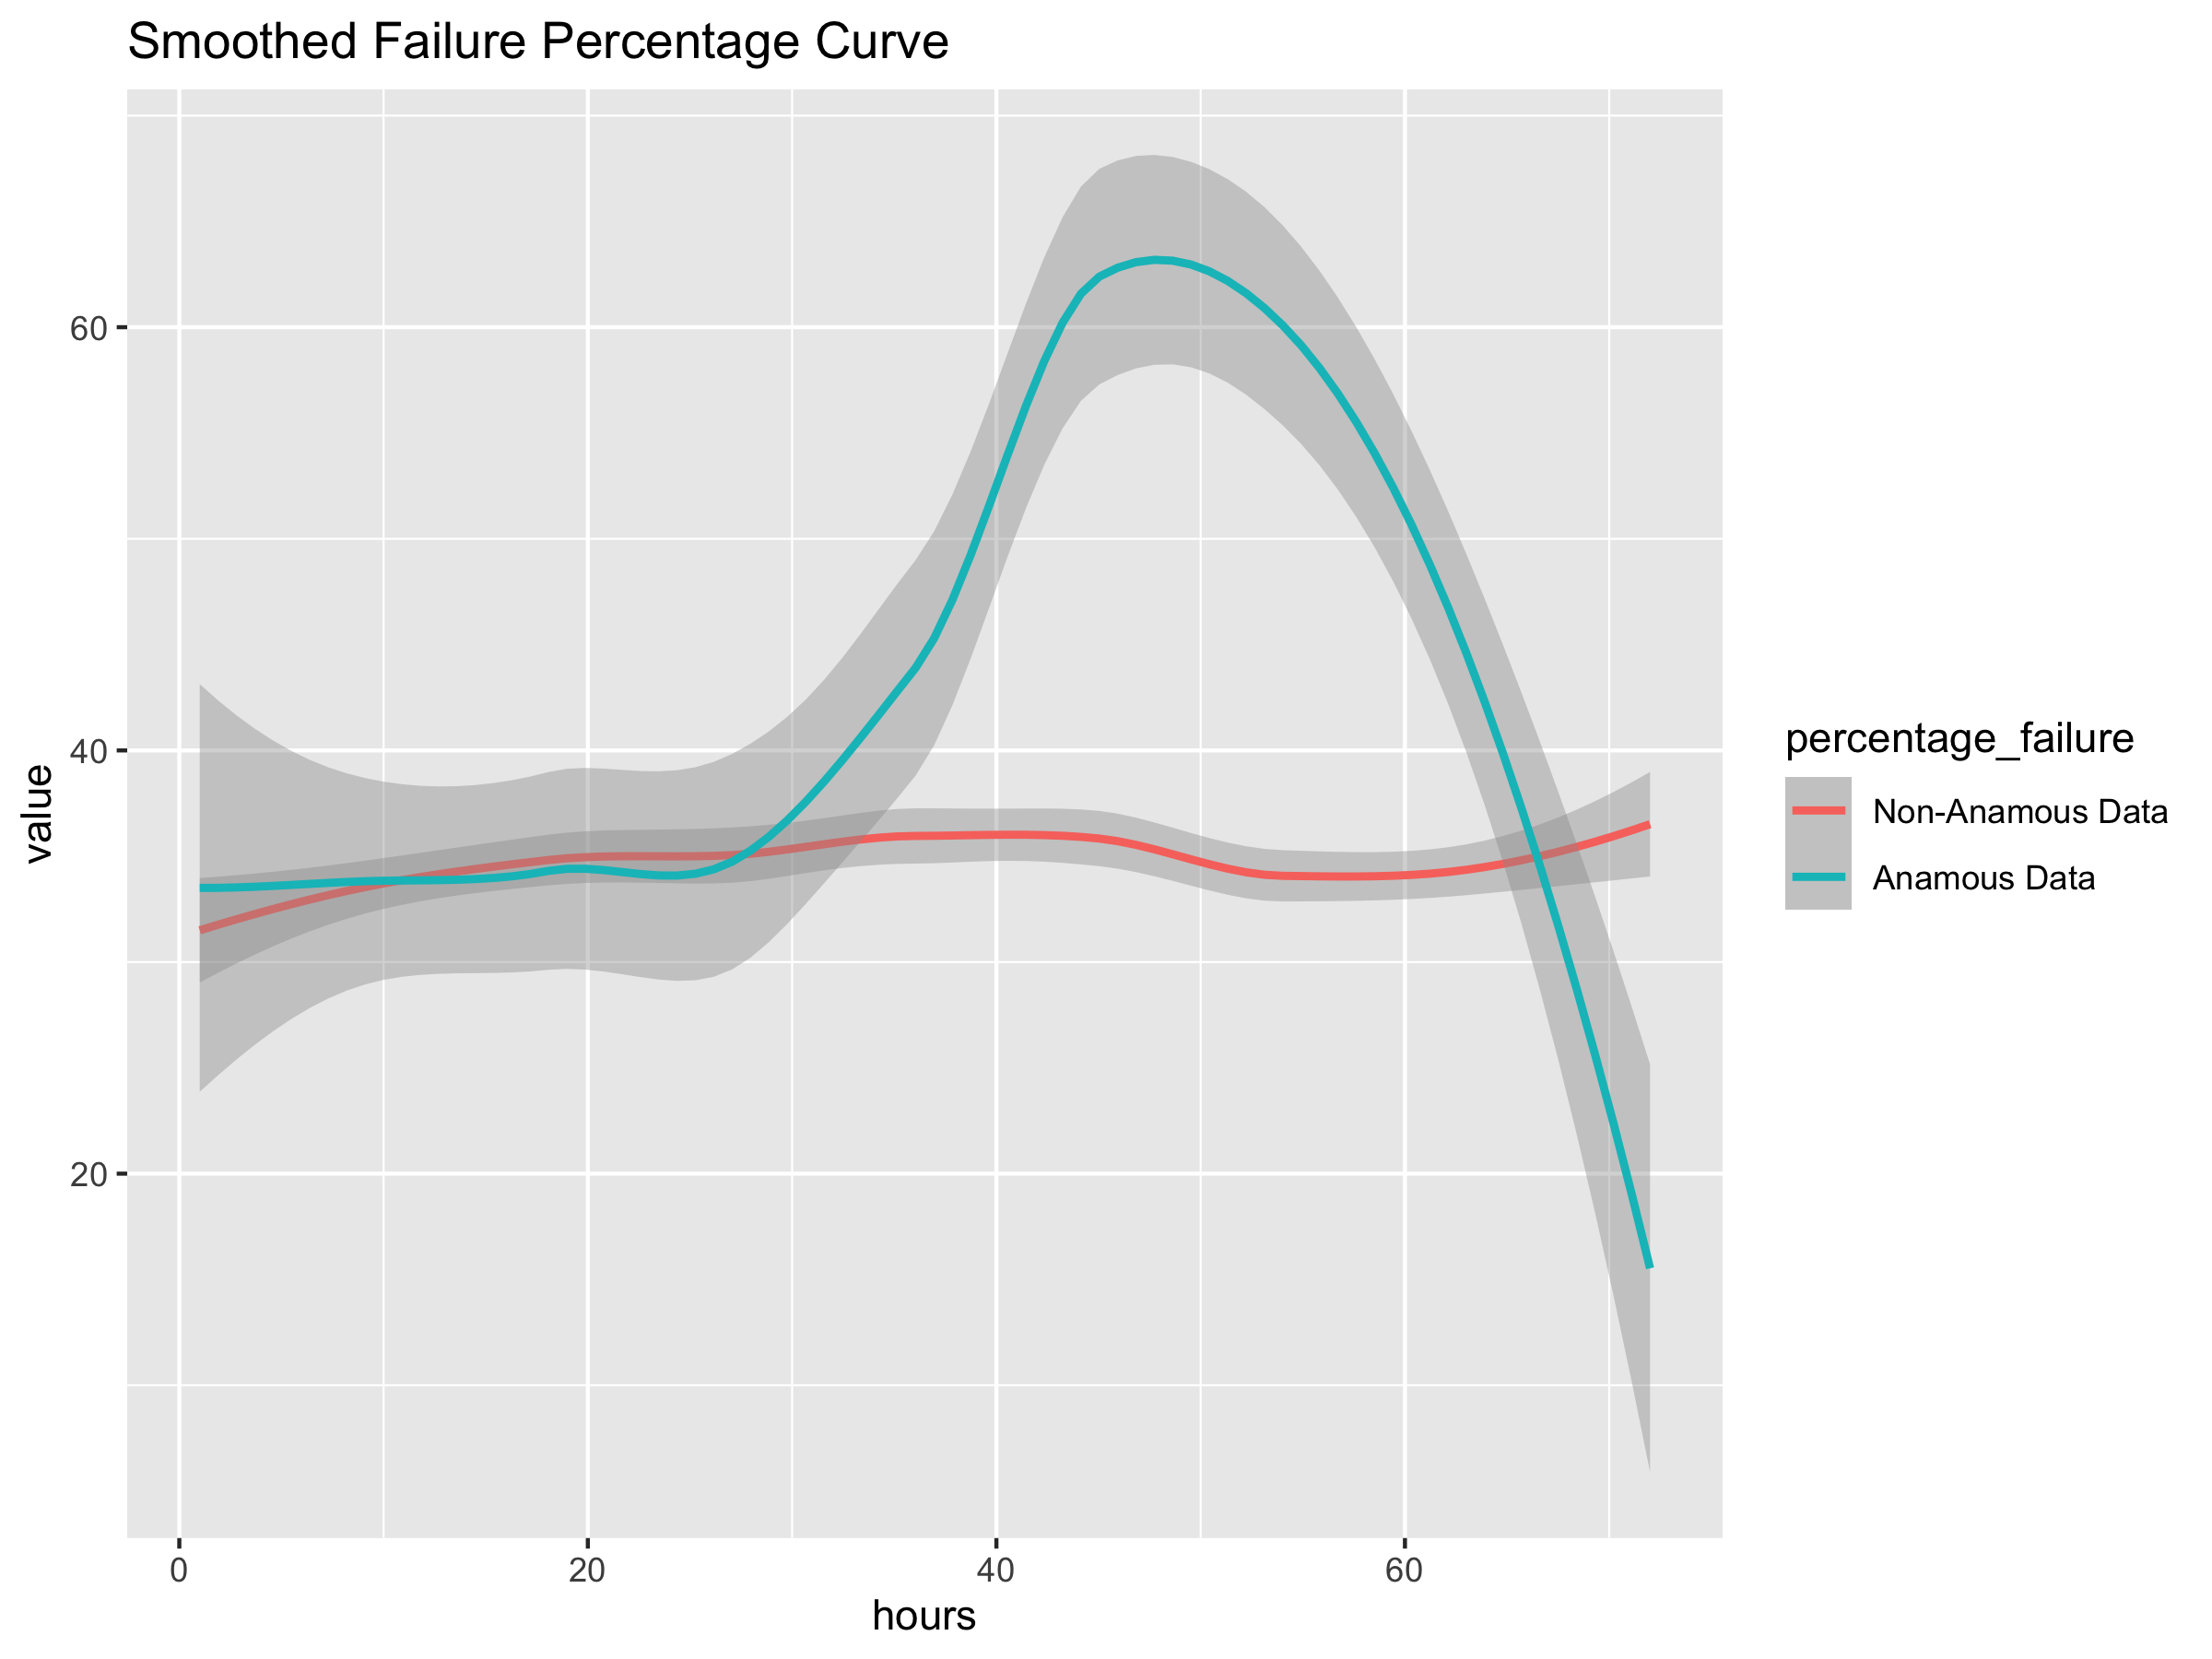 Smoothed Failure Percentage Curve
value
60
40
20
0 20 40 60
hours
percentage_failure
Non-Anamous Data
Anamous Data